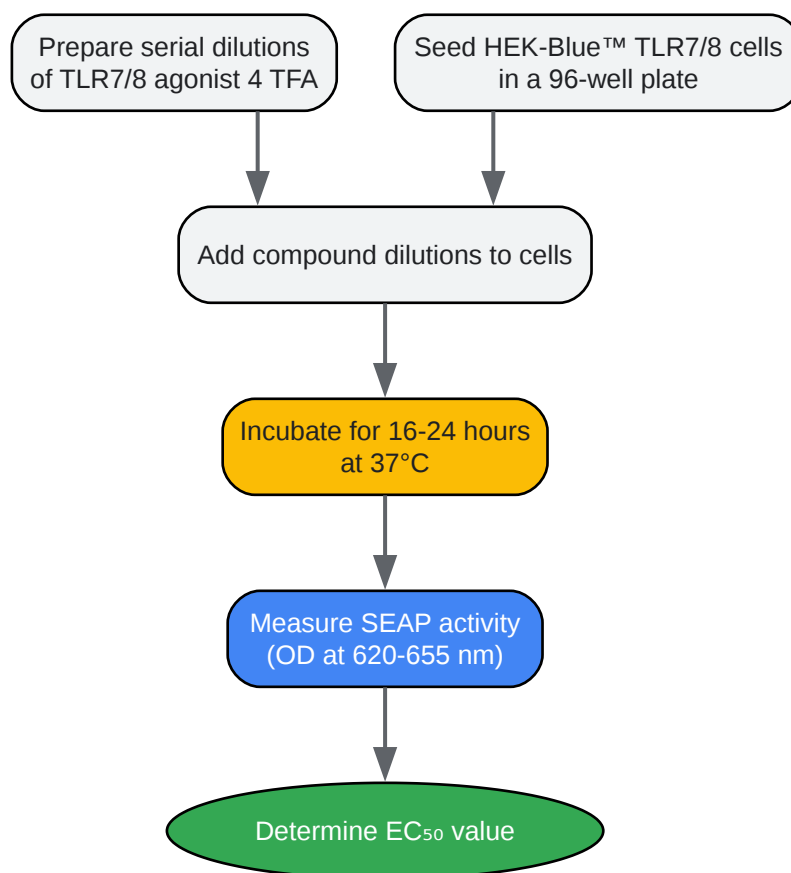 Prepare serial dilutions
of TLR7/8 agonist 4 TFA
Seed HEK-Blue™ TLR7/8 cells
in a 96-well plate
Add compound dilutions to cells
Incubate for 16-24 hours
at 37°C
Measure SEAP activity
(OD at 620-655 nm)
Determine EC₅₀ value